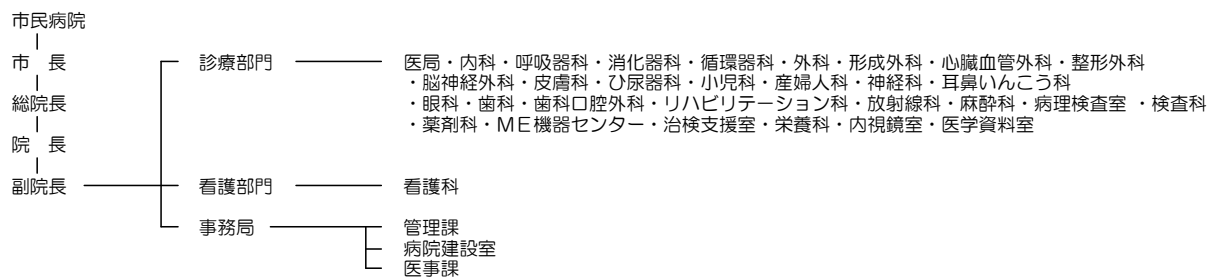 市民病院
市　長
総院長
院　長
副院長
診療部門
医局・内科・呼吸器科・消化器科・循環器科・外科・形成外科・心臓血管外科・整形外科
・脳神経外科・皮膚科・ひ尿器科・小児科・産婦人科・神経科・耳鼻いんこう科
・眼科・歯科・歯科口腔外科・リハビリテーション科・放射線科・麻酔科・病理検査室 ・検査科
・薬剤科・ＭＥ機器センター・治検支援室・栄養科・内視鏡室・医学資料室
看護部門
看護科
事務局
管理課
病院建設室
医事課